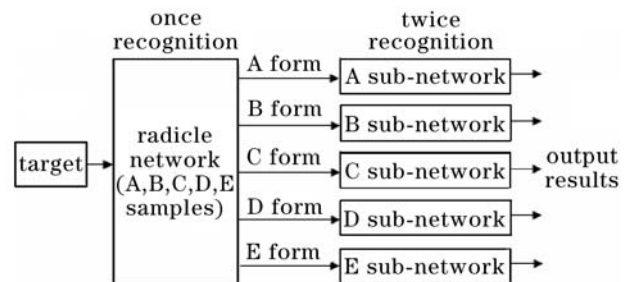 once
recognition
twice
recognition
target
radicle
network
(A,B,C,D,E
samples)
A form
A sub-network
B form
B sub-network
C form
C sub-network
D form
D sub-network
E form
E sub-network
output
results